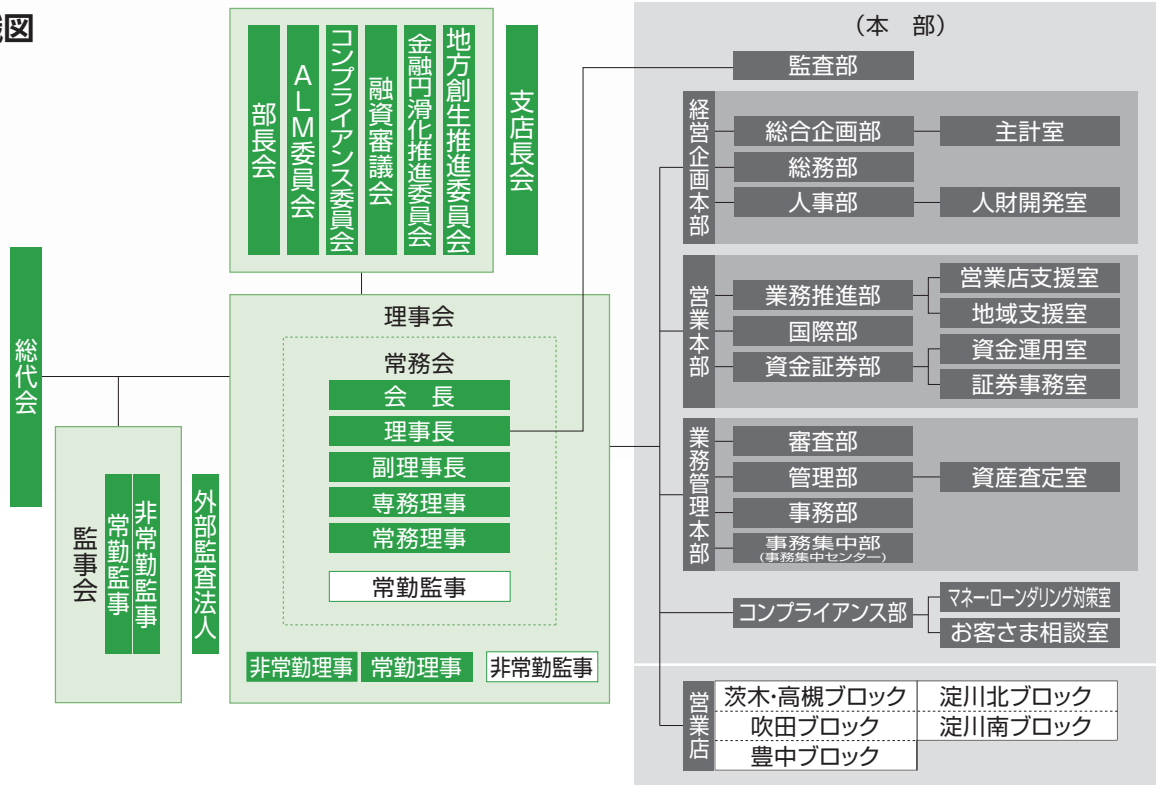 図
部長会
ALM委員会
コンプライアンス委員会
融資審議会
金融円滑化推進委員会
地方創生推進委員会
支店長会
総代会
監事会
常勤監事
非常勤監事
外部監査法人
理事会
常務会
会　長
理事長
副理事長
専務理事
常務理事
常勤監事
非常勤理事
常勤理事
非常勤監事
（本　部）
監査部
経営企画本部
総合企画部
主計室
総務部
人事部
人財開発室
営業本部
業務推進部
営業店支援室
地域支援室
国際部
資金証券部
資金運用室
証券事務室
業務管理本部
審査部
管理部
資産査定室
事務部
事務集中部
(事務集中センター)
コンプライアンス部
マネー・ローンダリング対策室
お客さま相談室
営業店
茨木・高槻ブロック
淀川北ブロック
吹田ブロック
淀川南ブロック
豊中ブロック